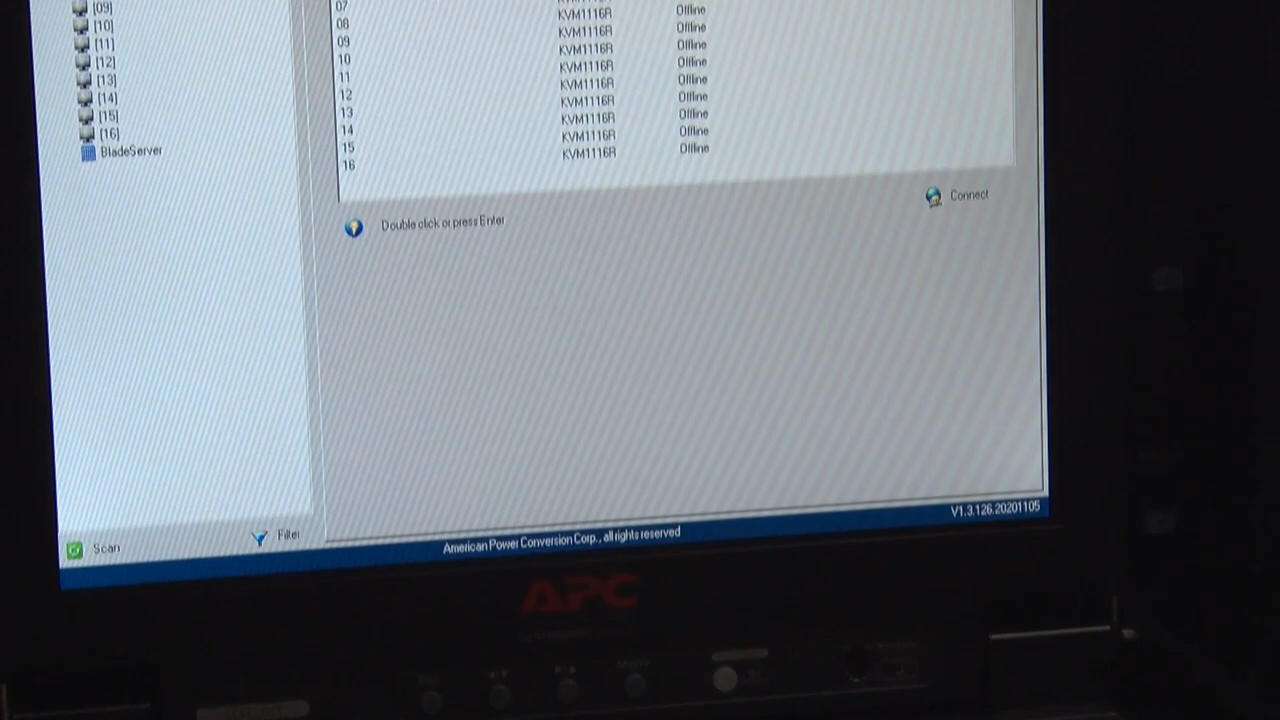 [09]
[10]
[11]
[12]
[13]
[14]
[15]
[16]
BladeServer
07
08 KVM1116R Offline
09 KVM1116R Offline
10 KVM1116R Offline
11 KVM1116R Offline
12 KVM1116R Offline
13 KVM1116R Offline
14 KVM1116R Offline
15 KVM1116R Offline
16 KVM1116R Offline
Connect
Double click or press Enter
Scan
Filter
American Power Conversion Corp., all rights reserved
V1.3.126.20201105
APC